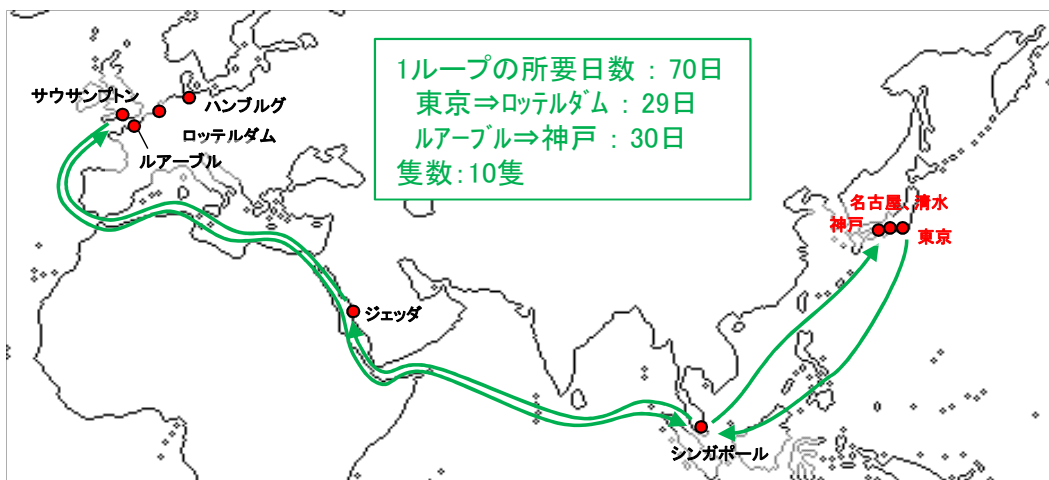 1ループの所要日数 : 70日
東京⇒ロッテルダム : 29日
ルアーブル⇒神戸 : 30日
隻数:10隻
サウサンプトン
ハンブルグ
ロッテルダム
ルアーブル
ジェッダ
シンガポール
名古屋、清水
神戸
東京